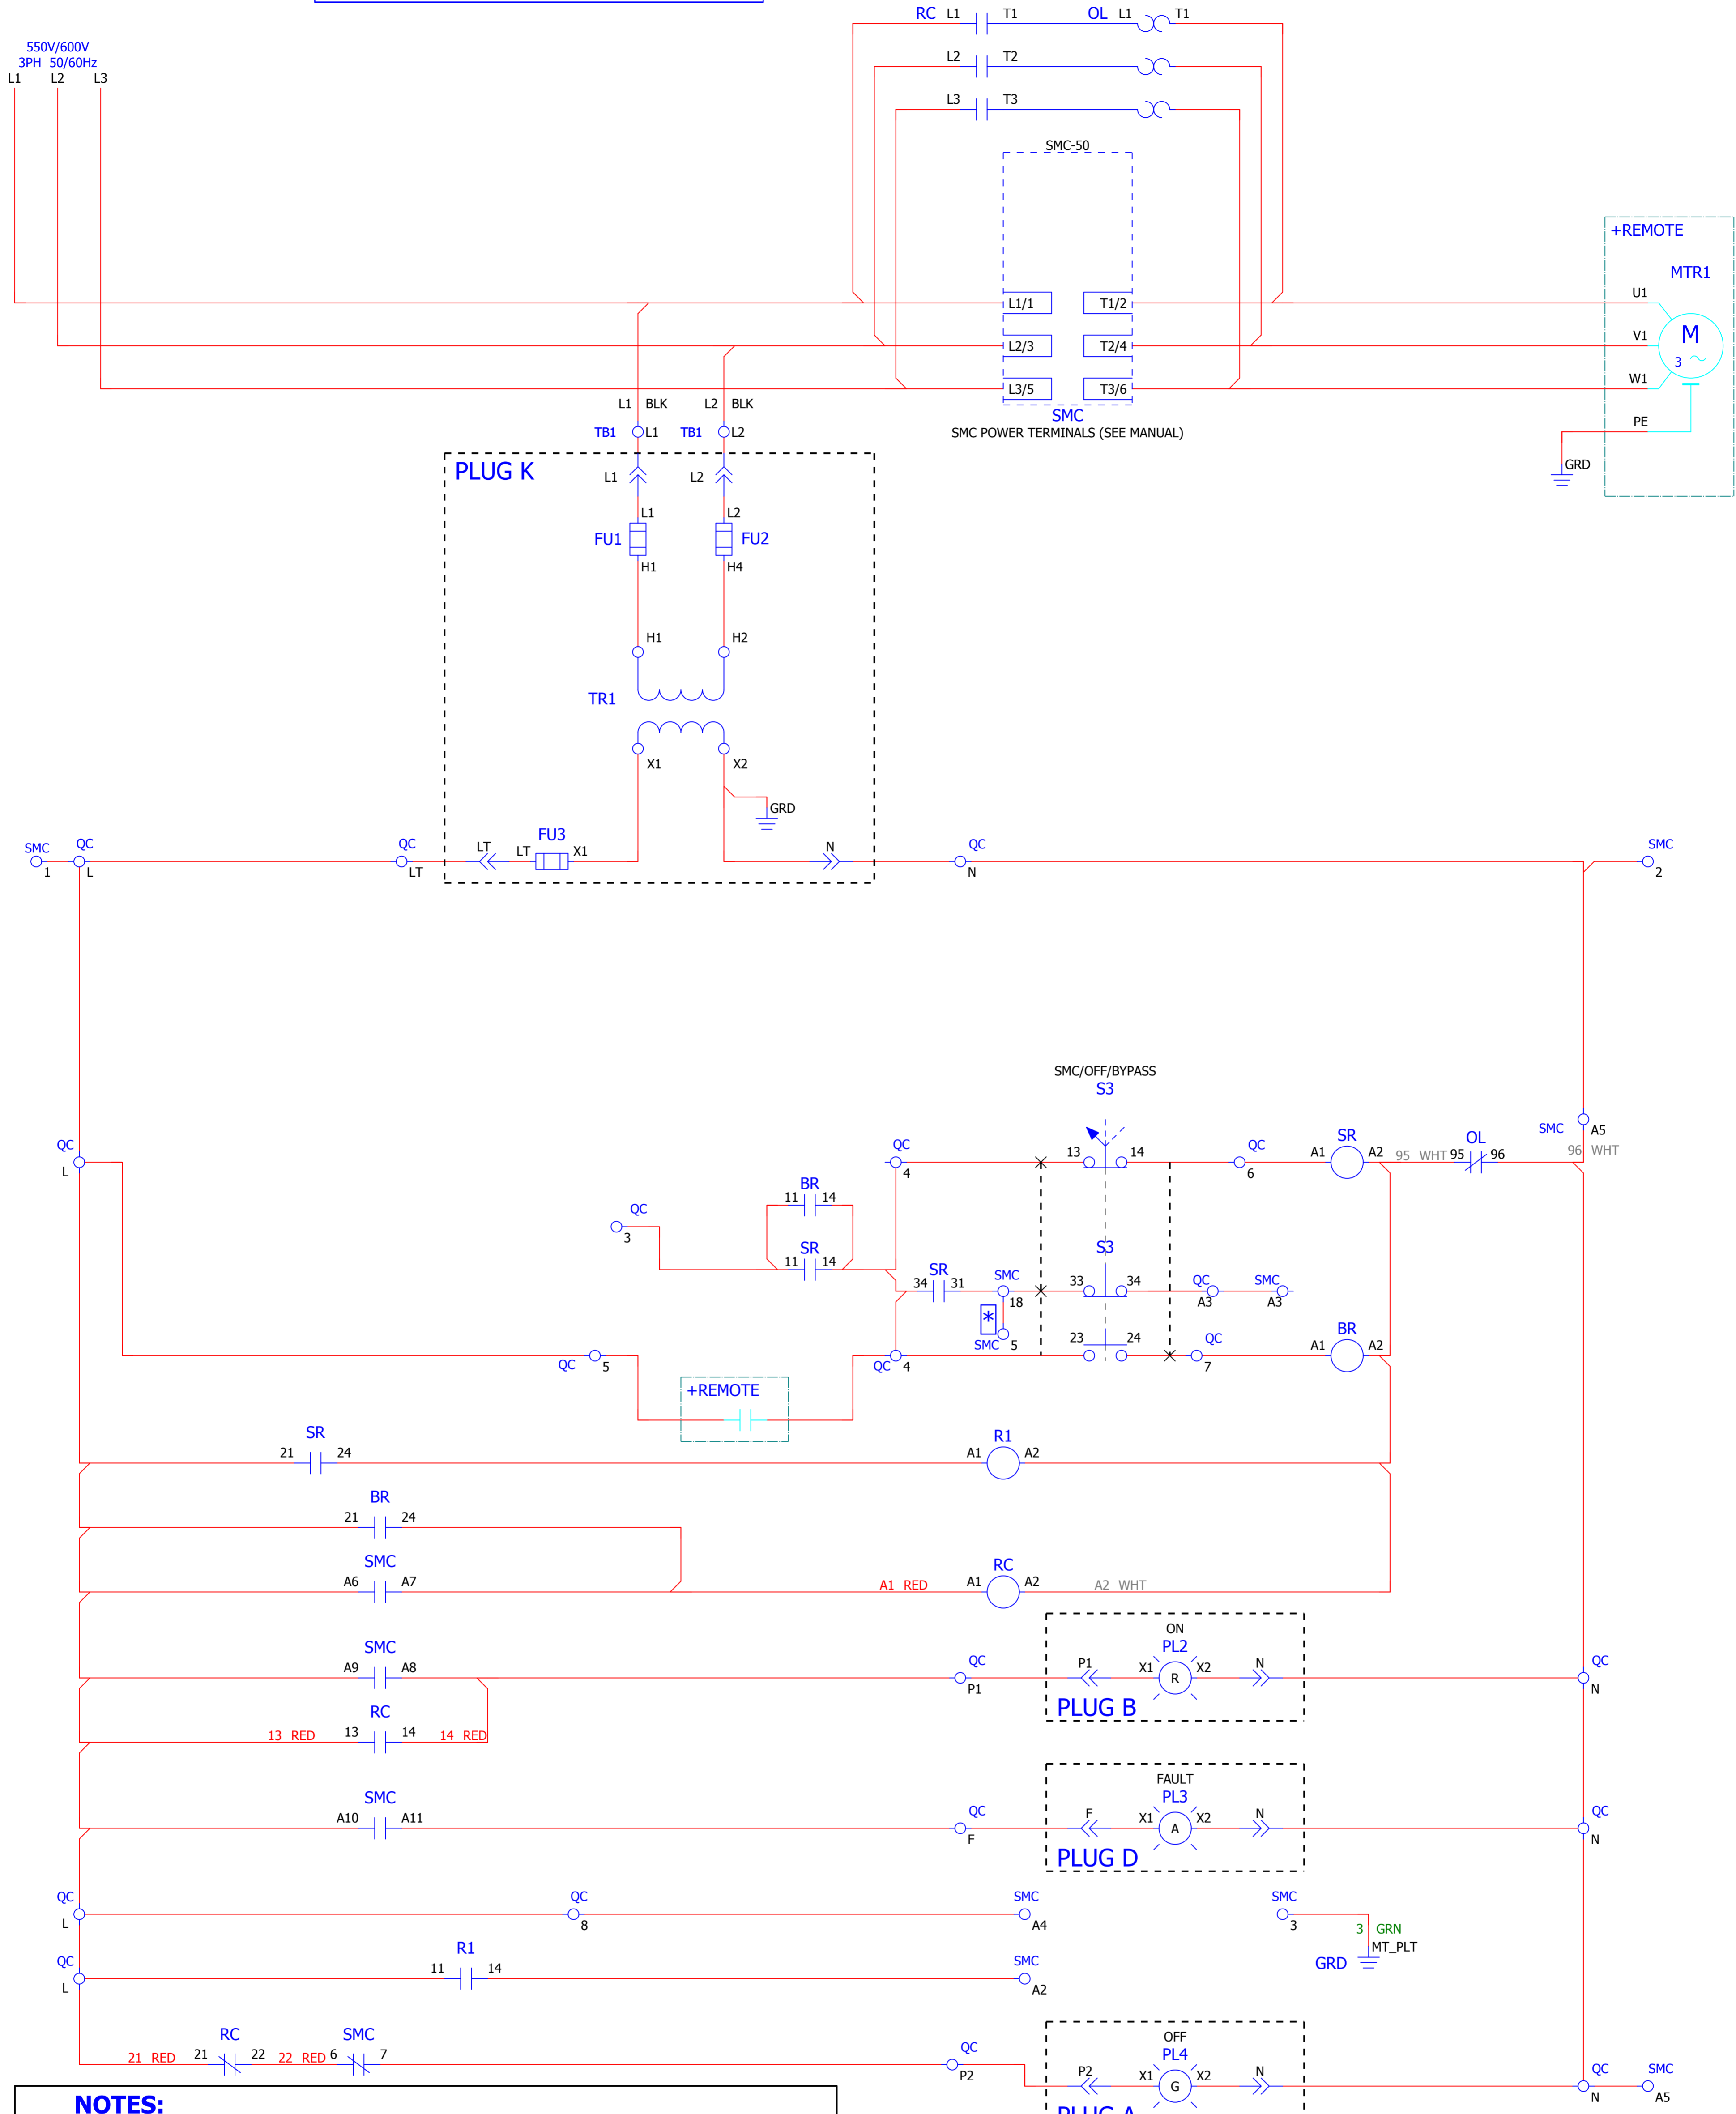 RC L1 T1 OL L1 T1
550V/600V
3PH 50/60Hz
L1 L2 L3
L2 T2
L3 T3
SMC-50
+REMOTE
MTR1
L1/1 T1/2 U1
L2/3 T2/4 V1
M
3
L3/5 T3/6 W1
L1 BLK L2 BLK
SMC
SMC POWER TERMINALS (SEE MANUAL)
PE
TB1 L1 TB1 L2
GRD
PLUG K
L1 L2
L1 L2
FU1 FU2
H1 H4
H1 H2
TR1
X1 X2
GRD
SMC QC QC FU3 QC SMC
LT LT X1 N
1 L LT N 2
SMC/OFF/BYPASS
S3
SMC A5
QC QC 13 14 QC SR OL
A1 A2 95 WHT 95 96 96 WHT
L 4 6
BR
11 14
QC
3
SR S3
11 14
SR SMC QC SMC
34 31 33 34
18 A3 A3
*
SMC 5 23 24 QC BR
A1 A2
QC 5 QC 4 7
+REMOTE
SR R1
21 24 A1 A2
BR
21 24
SMC RC
A6 A7 A1 RED A1 A2 A2 WHT
ON
SMC PL2
A9 A8 QC P1 X1 R X2 N QC
P1 N
PLUG B
RC
13 RED 13 14 14 RED
FAULT
SMC PL3
A10 A11 QC F X1 A X2 N QC
F N
PLUG D
QC QC SMC SMC
L 8 A4 3
3 GRN
MT_PLT
GRD
QC R1 SMC
11 14
L A2
OFF
RC SMC QC PL4
21 RED 21 22 22 RED 6 7
P2 P2 X1 G X2 N QC SMC
N A5
NOTES:
PLUG A